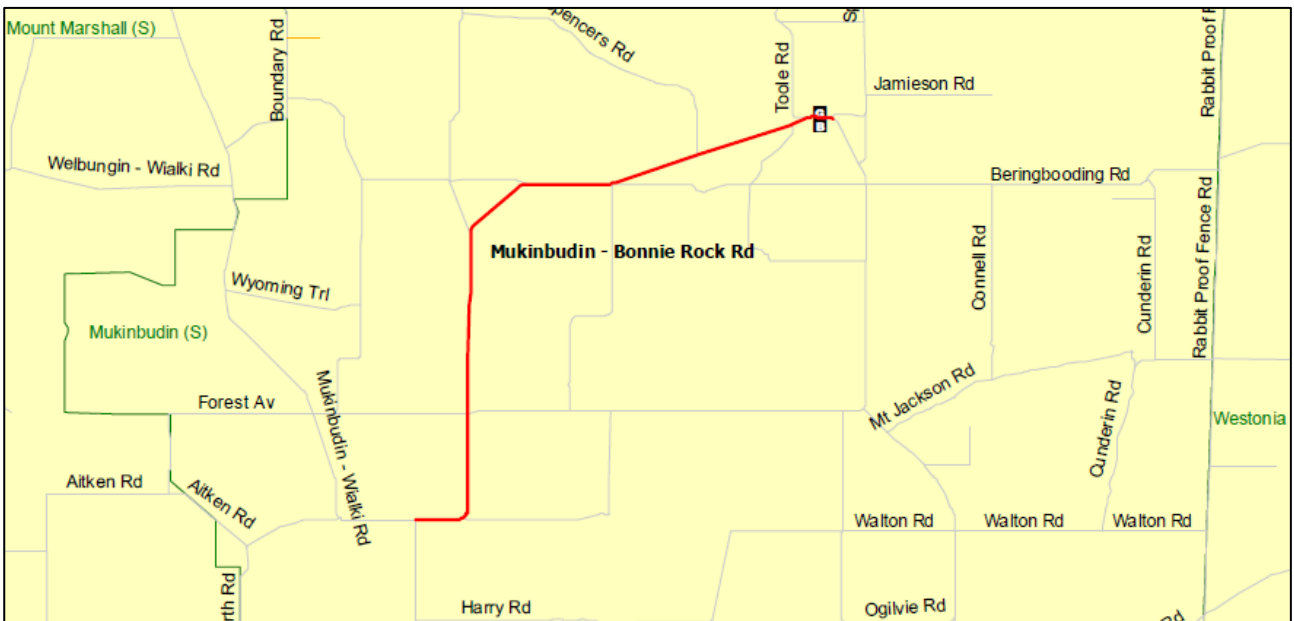 Mount Marshall (S)
Boundary Rd
Spencers Rd
Toole Rd
Jamieson Rd
Rabbit Proof F
Welbungin - Wialki Rd
Beringbooding Rd
Mukinbudin - Bonnie Rock Rd
Connell Rd
Cunderin Rd
Rabbit Proof Fence Rd
Wyoming Trl
Mukinbudin (S)
Forest Av
Mukinbudin - Wialki Rd
Mt Jackson Rd
Cunderin Rd
Westonia
Aitken Rd
Aitken Rd
Walton Rd
Walton Rd
Walton Rd
rth Rd
Harry Rd
Ogilvie Rd
Rd